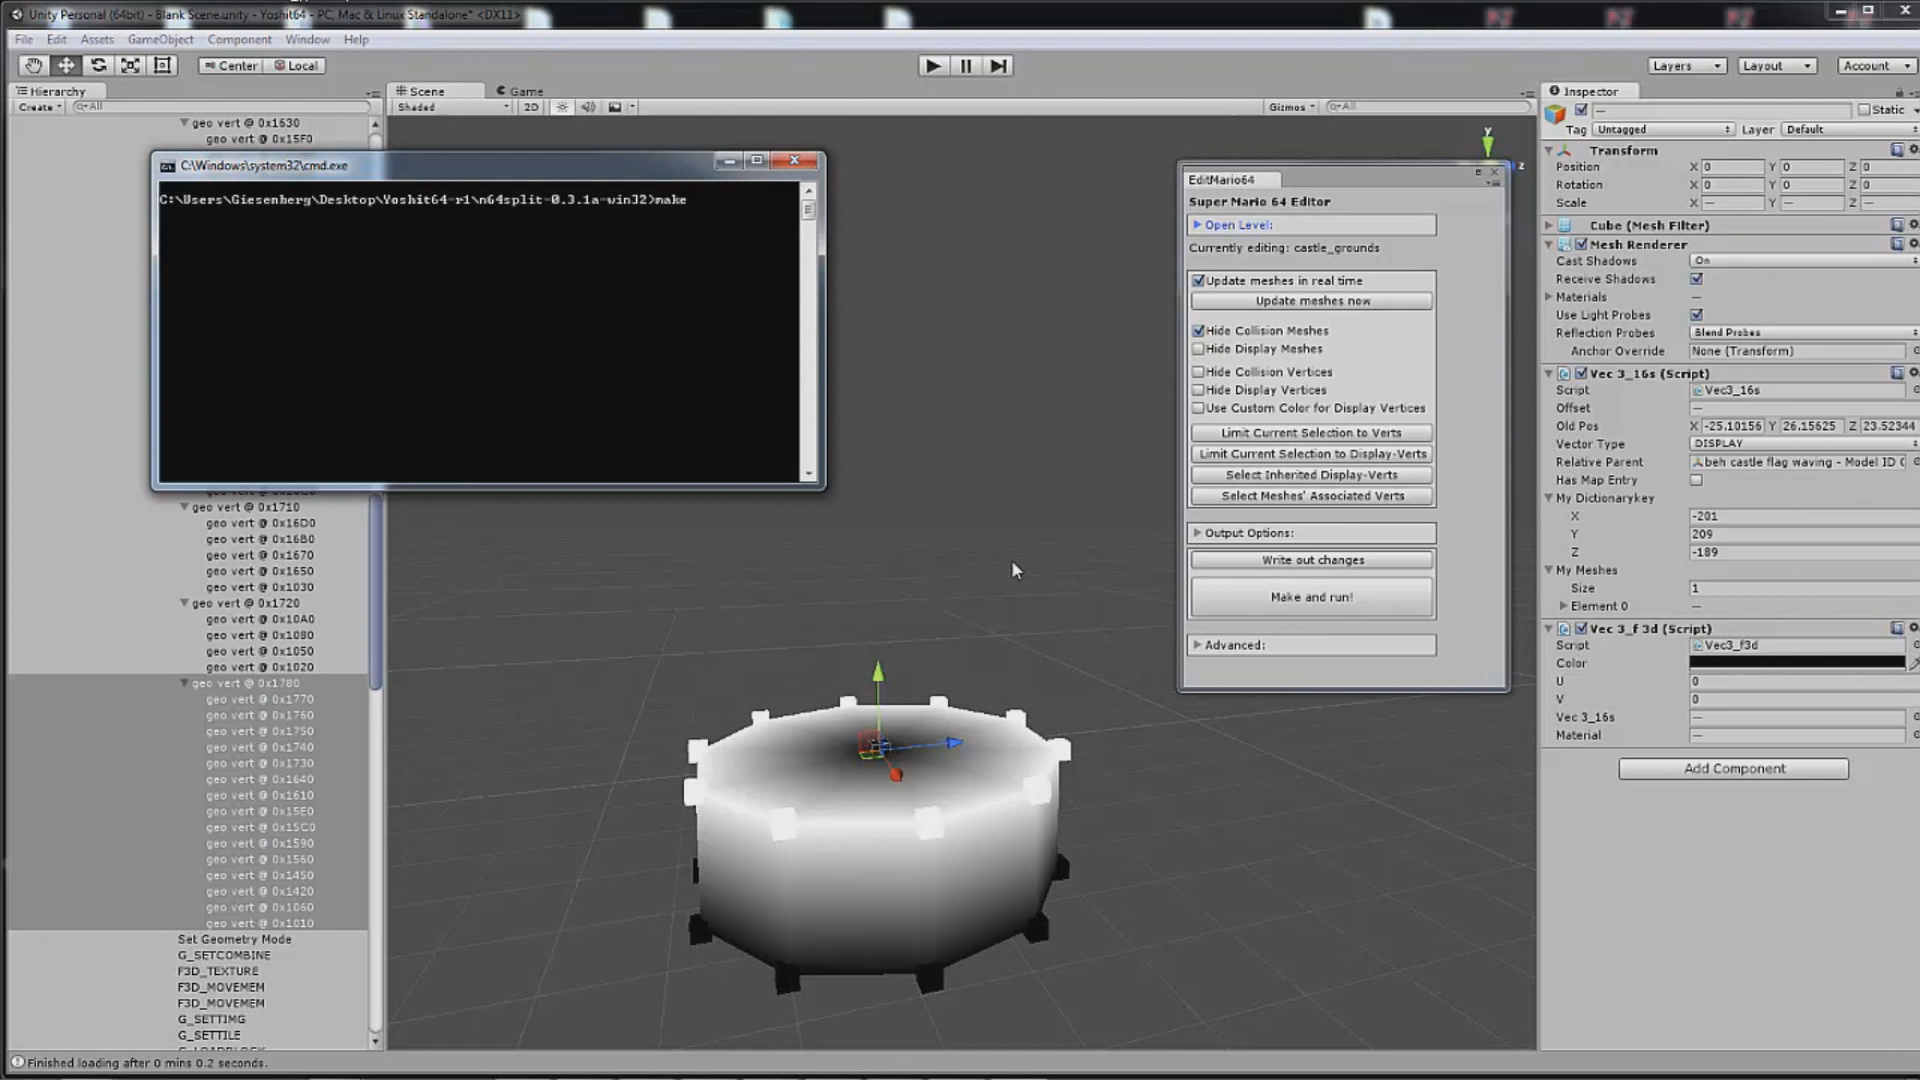 Unity Personal (64bit) - Blank Scene.unity - Yoshit64 - PC, Mac & Linux Standalone* <DX11>
File Edit Assets GameObject Component Window Help
Center Local
Layers Layout Account
Hierarchy
Create All
geo vert @ 0x1630
geo vert @ 0x15F0
geo vert @ 0x1710
geo vert @ 0x16D0
geo vert @ 0x16B0
geo vert @ 0x1670
geo vert @ 0x1650
geo vert @ 0x1030
geo vert @ 0x1720
geo vert @ 0x10A0
geo vert @ 0x1080
geo vert @ 0x1050
geo vert @ 0x1020
geo vert @ 0x1780
geo vert @ 0x1770
geo vert @ 0x1760
geo vert @ 0x1750
geo vert @ 0x1740
geo vert @ 0x1730
geo vert @ 0x1640
geo vert @ 0x1610
geo vert @ 0x15E0
geo vert @ 0x15C0
geo vert @ 0x1590
geo vert @ 0x1560
geo vert @ 0x1450
geo vert @ 0x1420
geo vert @ 0x1060
geo vert @ 0x1010
Set Geometry Mode
G_SETCOMBINE
F3D_TEXTURE
F3D_MOVEMEM
F3D_MOVEMEM
G_SETTIMG
G_SETTILE
Finished loading after 0 mins 0.2 seconds.
C:\Windows\system32\cmd.exe
C:\Users\Giesenberg\Desktop\Yoshit64-r1\n64split-0.3.1a-win32>make
Scene Game
Shaded 2D Gizmos All
y
z
EditMario64
Super Mario 64 Editor
Open Level:
Currently editing: castle_grounds
Update meshes in real time
Update meshes now
Hide Collision Meshes
Hide Display Meshes
Hide Collision Vertices
Hide Display Vertices
Use Custom Color for Display Vertices
Limit Current Selection to Verts
Limit Current Selection to Display-Verts
Select Inherited Display-Verts
Select Meshes' Associated Verts
Output Options:
Write out changes
Make and run!
Advanced:
Inspector
— Static
Tag Untagged Layer Default
Transform
Position X 0 Y 0 Z 0
Rotation X 0 Y 0 Z 0
Scale X — Y — Z —
Cube (Mesh Filter)
Mesh Renderer
Cast Shadows On
Receive Shadows
Materials —
Use Light Probes
Reflection Probes Blend Probes
Anchor Override None (Transform)
Vec 3_16s (Script)
Script Vec3_16s
Offset —
Old Pos X -25.10156 Y 26.15625 Z 23.52344
Vector Type DISPLAY
Relative Parent beh castle flag waving - Model ID
Has Map Entry
My Dictionarykey
X -201
Y 209
Z -189
My Meshes
Size 1
Element 0 —
Vec 3_f 3d (Script)
Script Vec3_f3d
Color
U 0
V 0
Vec 3_16s —
Material —
Add Component